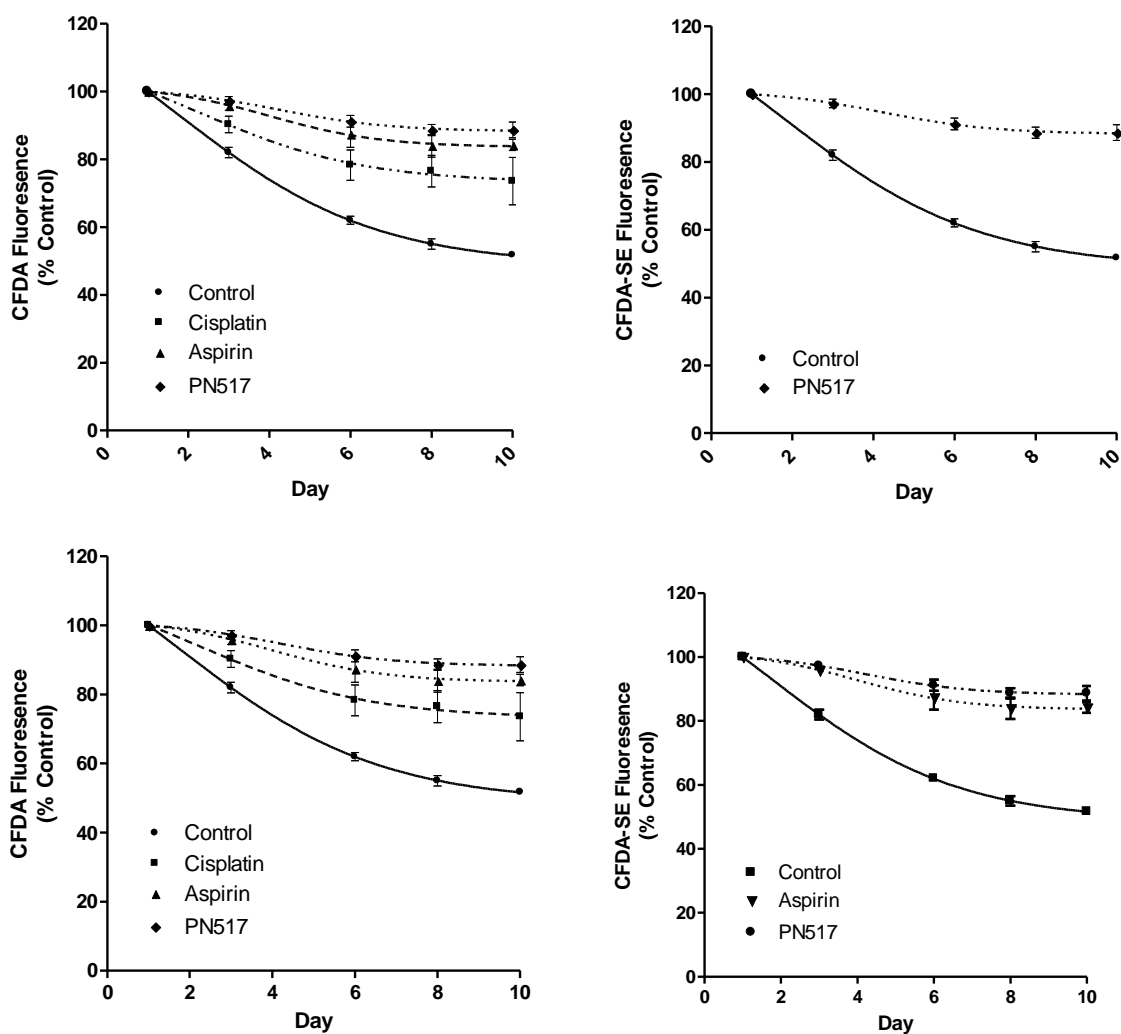 120
100
80
60
40
20
0
CFDA Fluoresence
(% Control)
Control
Cisplatin
Aspirin
PN517
0 2 4 6 8 10
Day
120
100
80
60
40
20
0
CFDA-SE Fluoresence
(% Control)
Control
PN517
0 2 4 6 8 10
Day
120
100
80
60
40
20
0
CFDA Fluoresence
(% Control)
Control
Cisplatin
Aspirin
PN517
0 2 4 6 8 10
Day
120
100
80
60
40
20
0
CFDA-SE Fluoresence
(% Control)
Control
Aspirin
PN517
0 2 4 6 8 10
Day